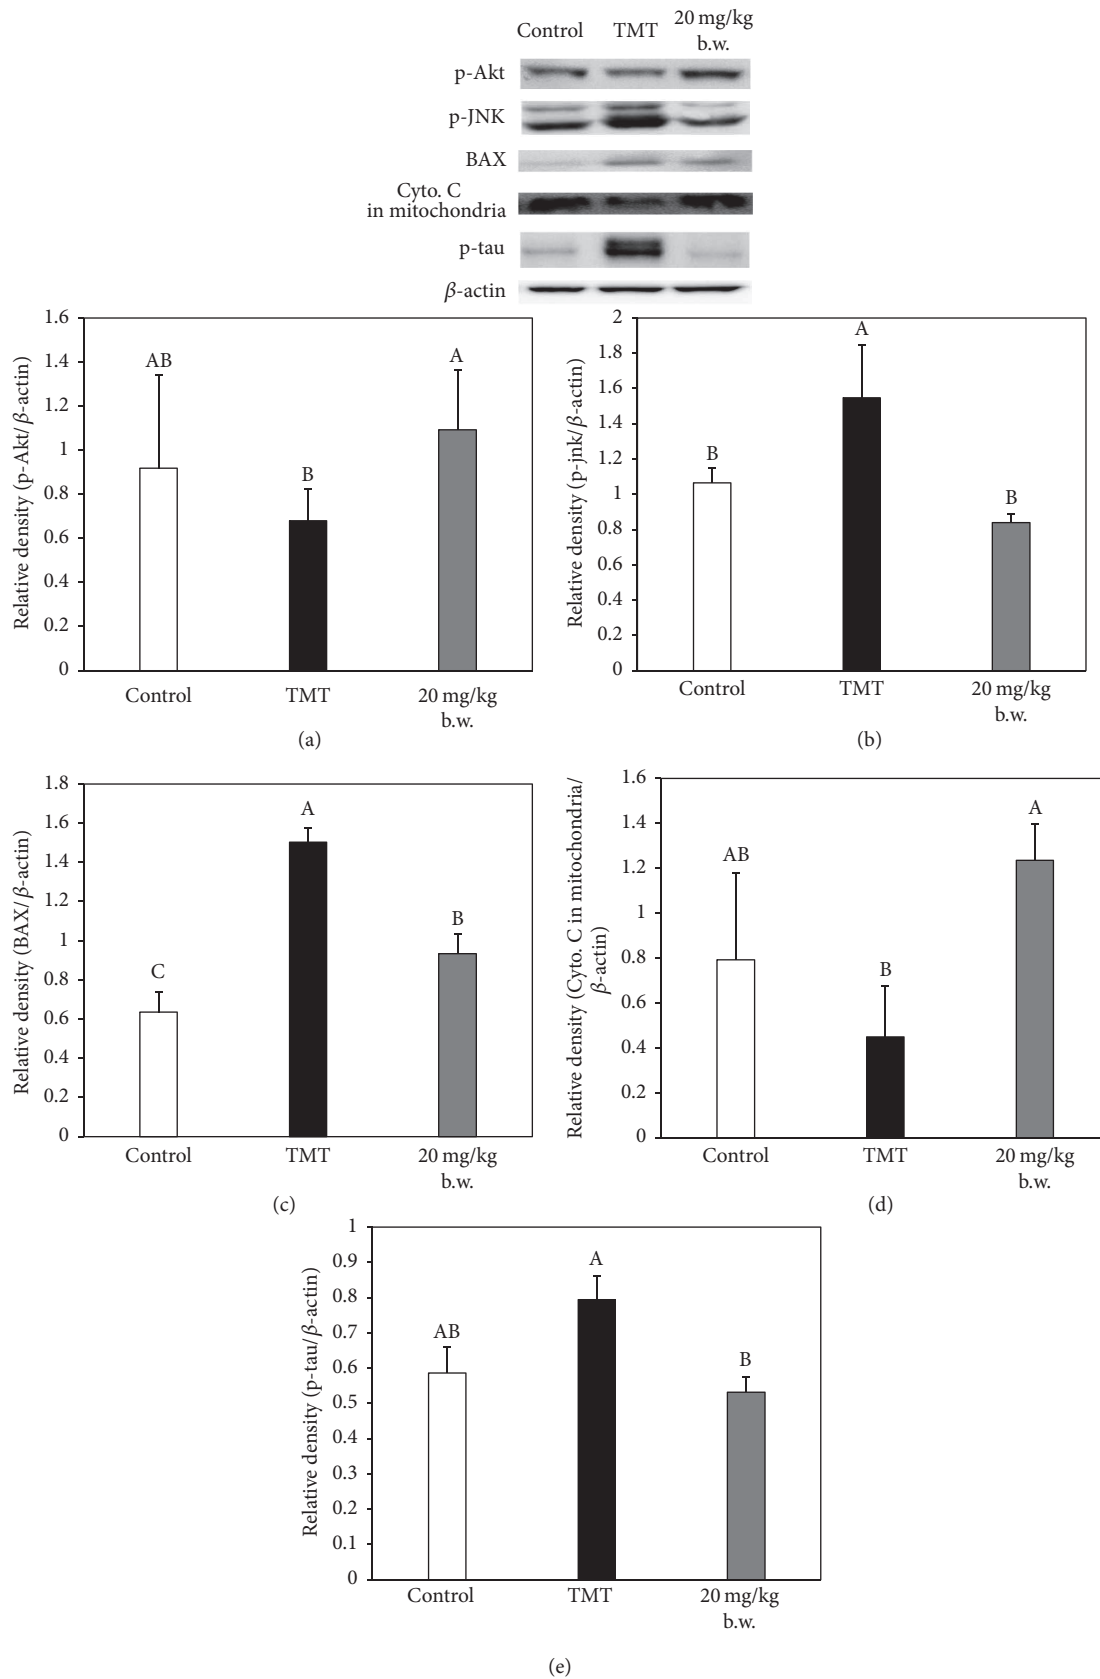 Control TMT 20 mg/kg
b.w.
p-Akt
p-JNK
BAX
Cyto. C
in mitochondria
p-tau
β-actin
Relative density (p-Akt/β-actin)
1.6
1.4
1.2
1
0.8
0.6
0.4
0.2
0
AB
B
A
Control TMT 20 mg/kg
b.w.
(a)
Relative density (p-jnk/β-actin)
2
1.8
1.6
1.4
1.2
1
0.8
0.6
0.4
0.2
0
B
A
B
Control TMT 20 mg/kg
b.w.
(b)
Relative density (BAX/β-actin)
1.8
1.6
1.4
1.2
1
0.8
0.6
0.4
0.2
0
C
A
B
Control TMT 20 mg/kg
b.w.
(c)
Relative density (Cyto. C in mitochondria/
β-actin)
1.6
1.4
1.2
1
0.8
0.6
0.4
0.2
0
AB
B
A
Control TMT 20 mg/kg
b.w.
(d)
Relative density (p-tau/β-actin)
1
0.9
0.8
0.7
0.6
0.5
0.4
0.3
0.2
0.1
0
AB
A
B
Control TMT 20 mg/kg
b.w.
(e)